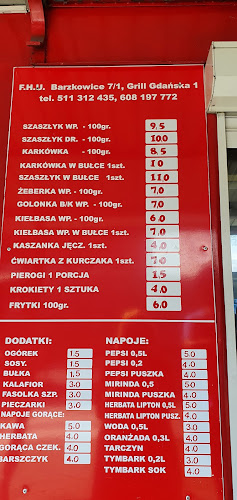 F.H.U. Barzkowice 7/1, Grill Gdańska 1
tel. 511 312 435, 608 197 772
SZASZŁYK WP. - 100gr. 9.5
SZASZŁYK DR. - 100gr. 10.0
KARKÓWKA - 100gr. 8.5
KARKÓWKA W BUŁCE 1szt. 10
SZASZŁYK W BUŁCE 1szt. 11.0
ŻEBERKA WP. - 100gr. 7.0
GOLONKA B/K WP. - 100gr. 7.0
KIEŁBASA WP. - 100gr. 6.0
KIEŁBASA WP. W BUŁCE 1szt. 7.0
KASZANKA JĘCZ. 1szt. 4.0
ĆWIARTKA Z KURCZAKA 7.0
PIEROGI 1 PORCJA 1.5
KROKIETY 1 SZTUKA 4.0
FRYTKI 100gr. 6.0
DODATKI:
OGÓREK 1.5
SOSY. 1.5
BUŁKA 1.5
KALAFIOR 3.0
FASOLKA SZP. 3.0
PIECZARKI 3.0
NAPOJE GORĄCE:
KAWA 5.0
HERBATA 4.0
GORĄCA CZEK. 4.0
BARSZCZYK 4.0
NAPOJE:
PEPSI 0,5L 5.0
PEPSI 0,2 4.0
PEPSI PUSZKA 4.0
MIRINDA 0,5 5.0
MIRINDA PUSZKA 4.0
HERBATA LIPTON 0,5L 5.0
HERBATA LIPTON PUSZ. 4.0
WODA 0,5L 3.0
ORANŻADA 0,3L 4.0
TARCZYN 4.0
TYMBARK 0,2L 3.0
TYMBARK SOK 4.0